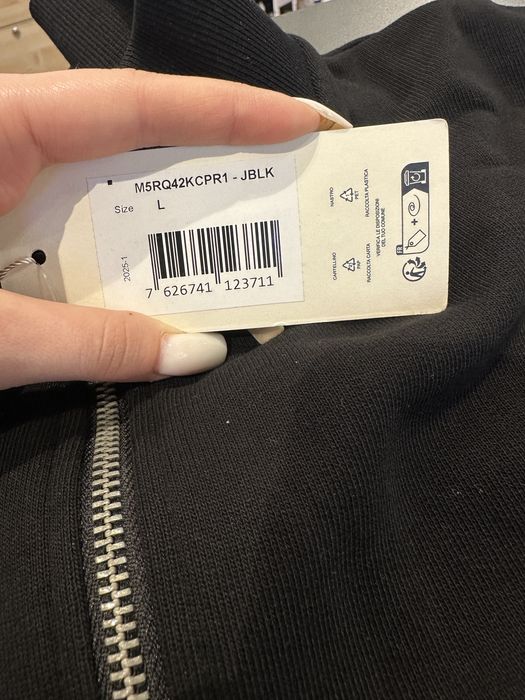 M5RQ42KCPR1 - JBLK
Size L
2025-1
7 626741 123711
NASTRO
PET
RACCOLTA PLASTICA
VERIFICA LE DISPOSIZIONI
DEL TUO COMUNE
CARTELLINO
PAP
RACCOLTA CARTA
FR
+